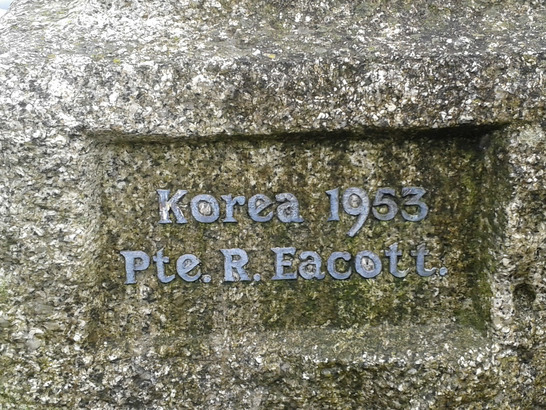 Korea 1953
Pte. R. Eacott.